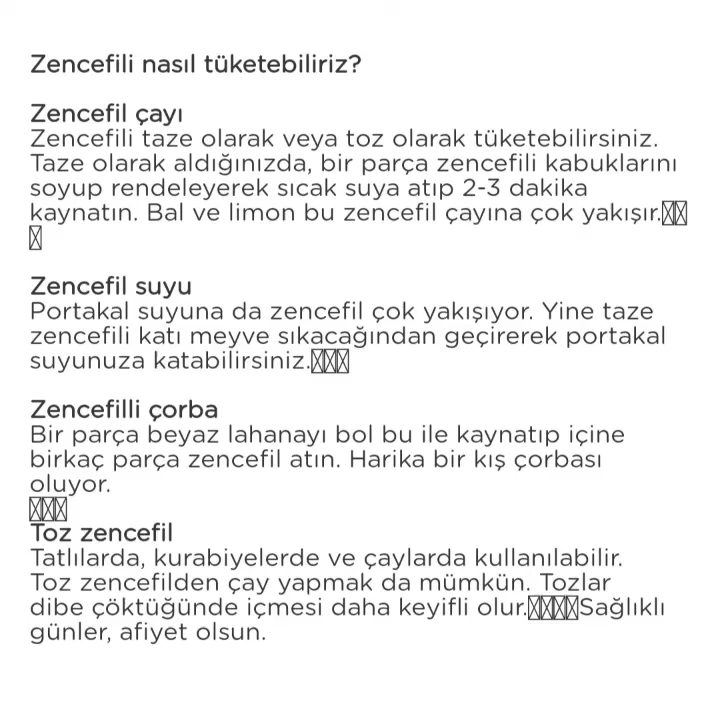 Zencefili nasıl tüketebiliriz?
Zencefil çayı
Zencefili taze olarak veya toz olarak tüketebilirsiniz.
Taze olarak aldığınızda, bir parça zencefili kabuklarını
soyup rendeleyerek sıcak suya atıp 2-3 dakika
kaynatın. Bal ve limon bu zencefil çayına çok yakışır.
Zencefil suyu
Portakal suyuna da zencefil çok yakışıyor. Yine taze
zencefili katı meyve sıkacağından geçirerek portakal
suyunuza katabilirsiniz.
Zencefilli çorba
Bir parça beyaz lahanayı bol bu ile kaynatıp içine
birkaç parça zencefil atın. Harika bir kış çorbası
oluyor.
Toz zencefil
Tatlılarda, kurabiyelerde ve çaylarda kullanılabilir.
Toz zencefilden çay yapmak da mümkün. Tozlar
dibe çöktüğünde içmesi daha keyifli olur.Sağlıklı
günler, afiyet olsun.